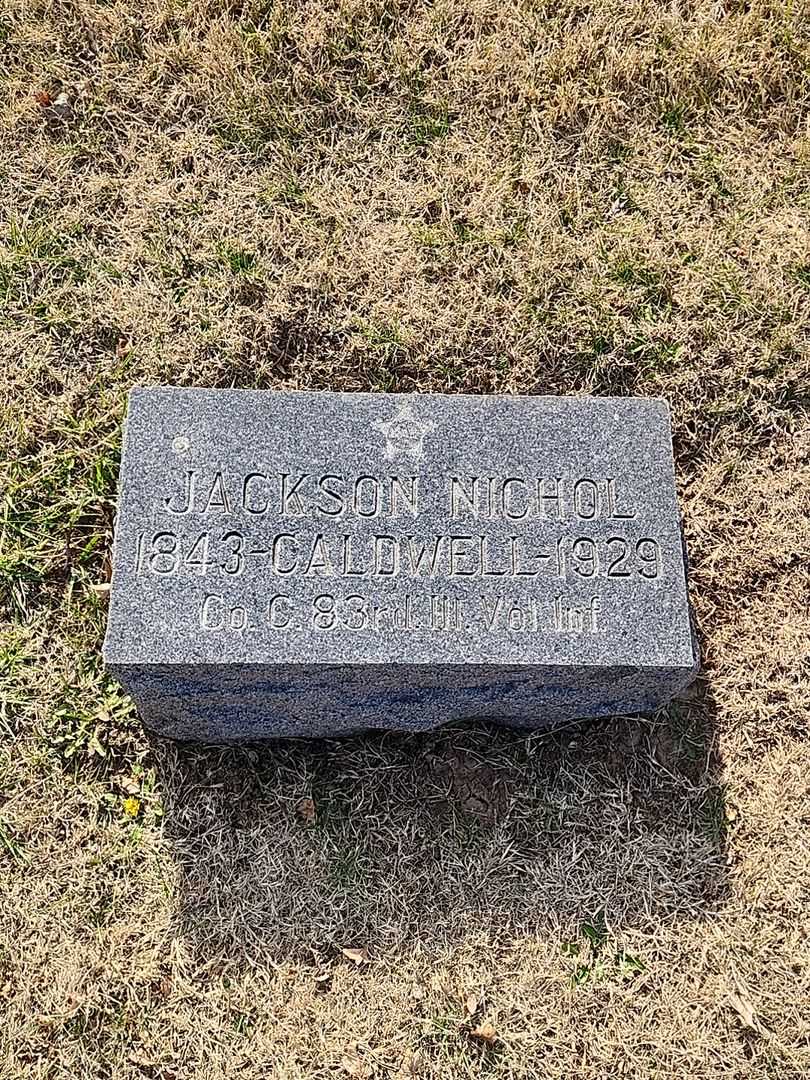 JACKSON NICHOL
1843-CALDWELL-1929
Co. C. 83rd. Ill. Vol. Inf.